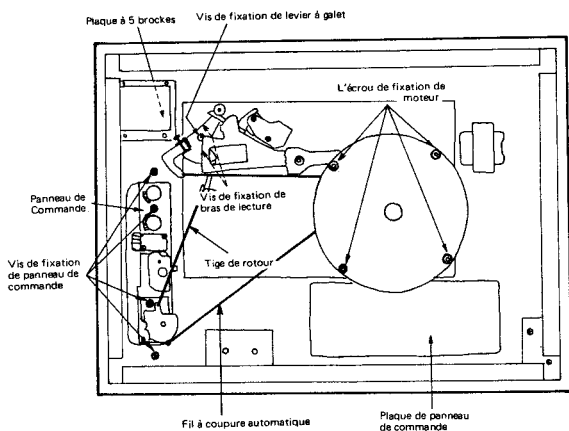 Plaque à 5 brockes
Vis de fixation de levier á galet
L'écrou de fixation de
moteur
Panneau de
Commande
Vis de fixation de
bras de lecture
Vis de fixation
de panneau de
commande
Tige de rotour
Fil à coupure automatique
Plaque de panneau
de commande